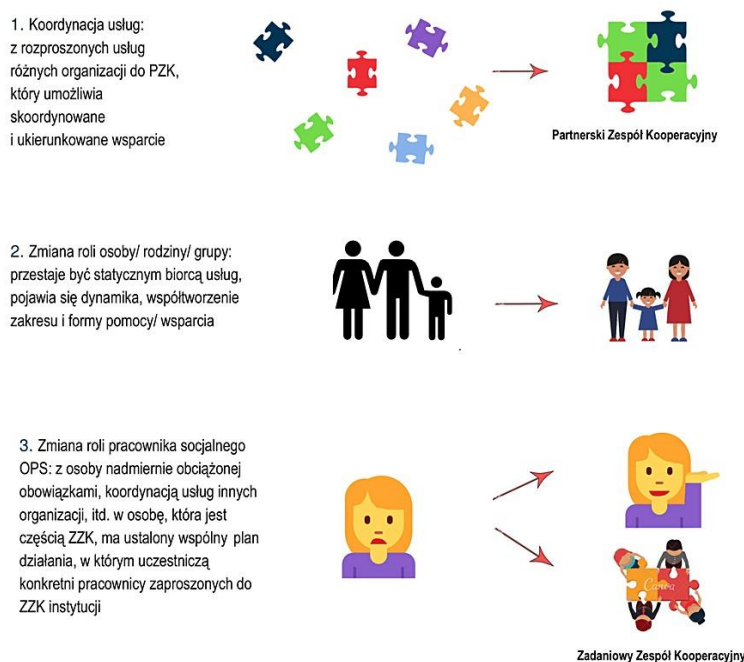 1. Koordynacja usług:
z rozproszonych usług
różnych organizacji do PZK,
który umożliwia
skoordynowane
i ukierunkowane wsparcie
Partnerski Zespół Kooperacyjny
2. Zmiana roli osoby/ rodziny/ grupy:
przestaje być statycznym biorcą usług,
pojawia się dynamika, współtworzenie
zakresu i formy pomocy/ wsparcia
3. Zmiana roli pracownika socjalnego
OPS: z osoby nadmiernie obciążonej
obowiązkami, koordynacją usług innych
organizacji, itd. w osobę, która jest
częścią ZZK, ma ustalony wspólny plan
działania, w którym uczestniczą
konkretni pracownicy zaproszonych do
ZZK instytucji
Canva
Zadaniowy Zespół Kooperacyjny